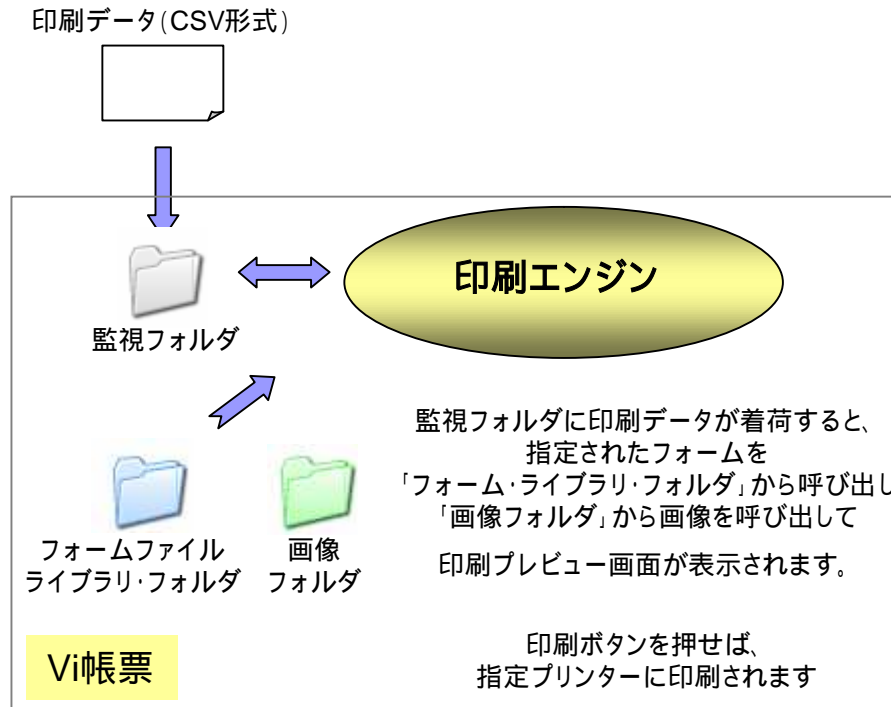 印刷データ(CSV形式)
印刷エンジン
監視フォルダ
監視フォルダに印刷データが着荷すると、
指定されたフォームを
「フォーム・ライブラリ・フォルダ」から呼び出し
「画像フォルダ」から画像を呼び出して
印刷プレビュー画面が表示されます。
フォームファイル
ライブラリ・フォルダ
画像
フォルダ
印刷ボタンを押せば、
指定プリンターに印刷されます
Vi帳票